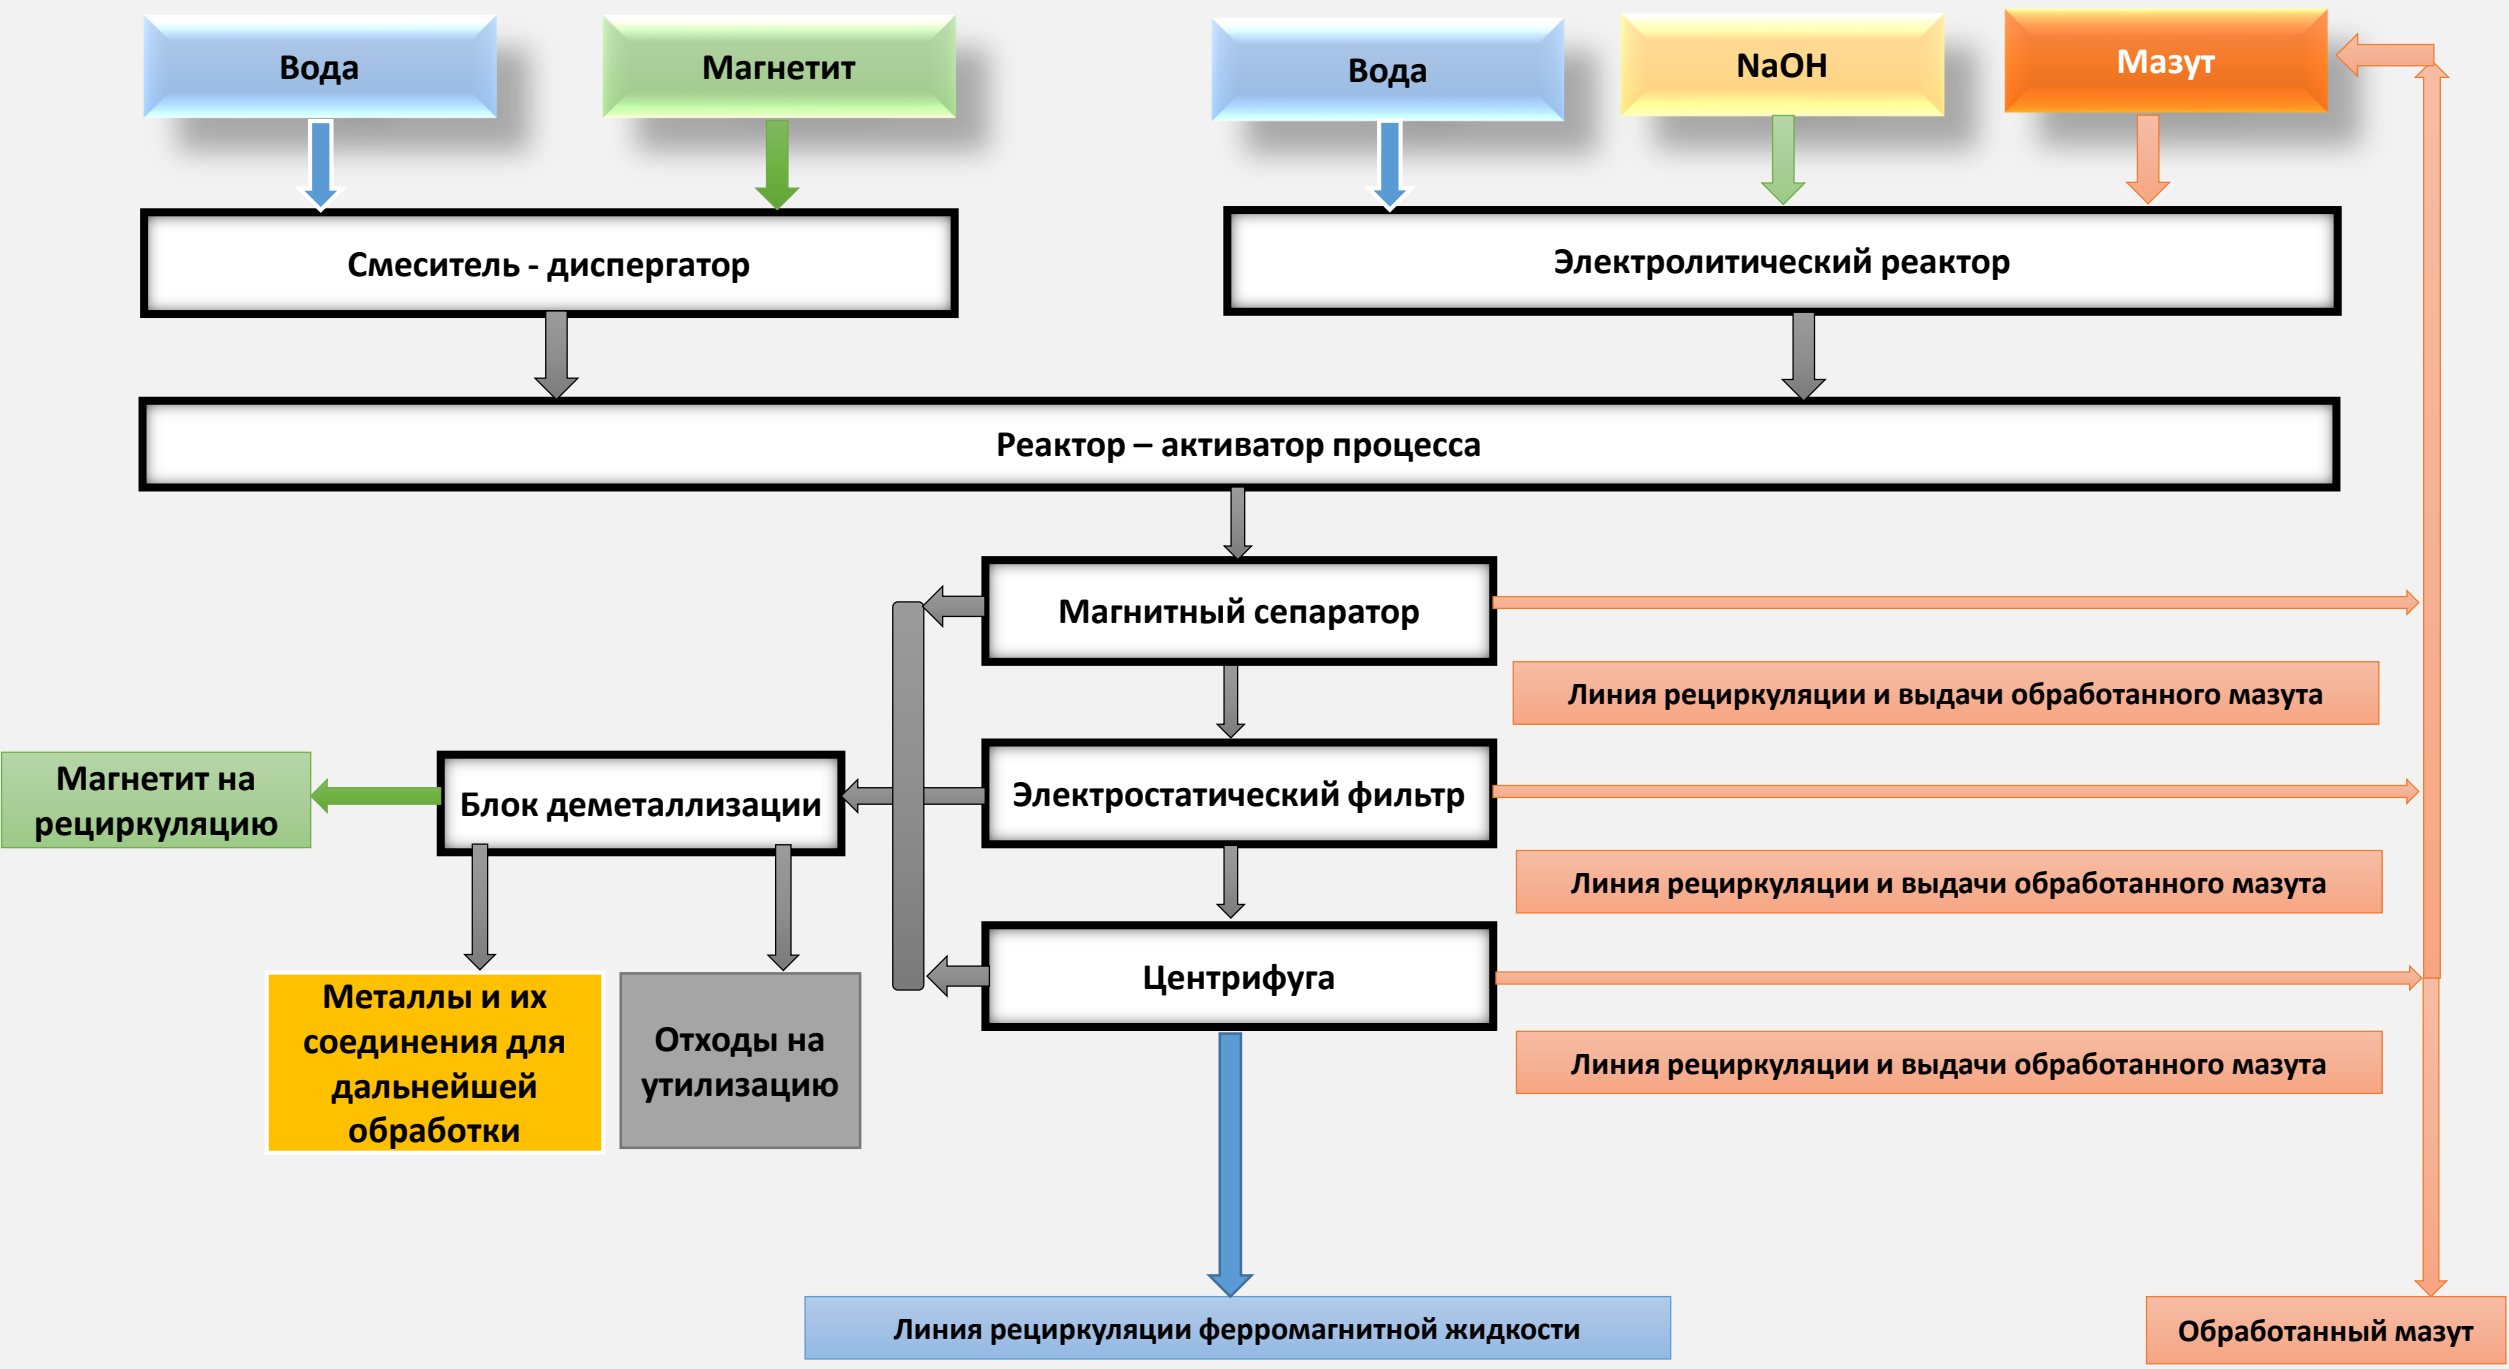 Вода
Магнетит
Вода
NaOH
Мазут
Смеситель - диспергатор
Электролитический реактор
Реактор – активатор процесса
Магнитный сепаратор
Линия рециркуляции и выдачи обработанного мазута
Магнетит на
рециркуляцию
Блок деметаллизации
Электростатический фильтр
Линия рециркуляции и выдачи обработанного мазута
Металлы и их
соединения для
дальнейшей
обработки
Отходы на
утилизацию
Центрифуга
Линия рециркуляции и выдачи обработанного мазута
Линия рециркуляции ферромагнитной жидкости
Обработанный мазут